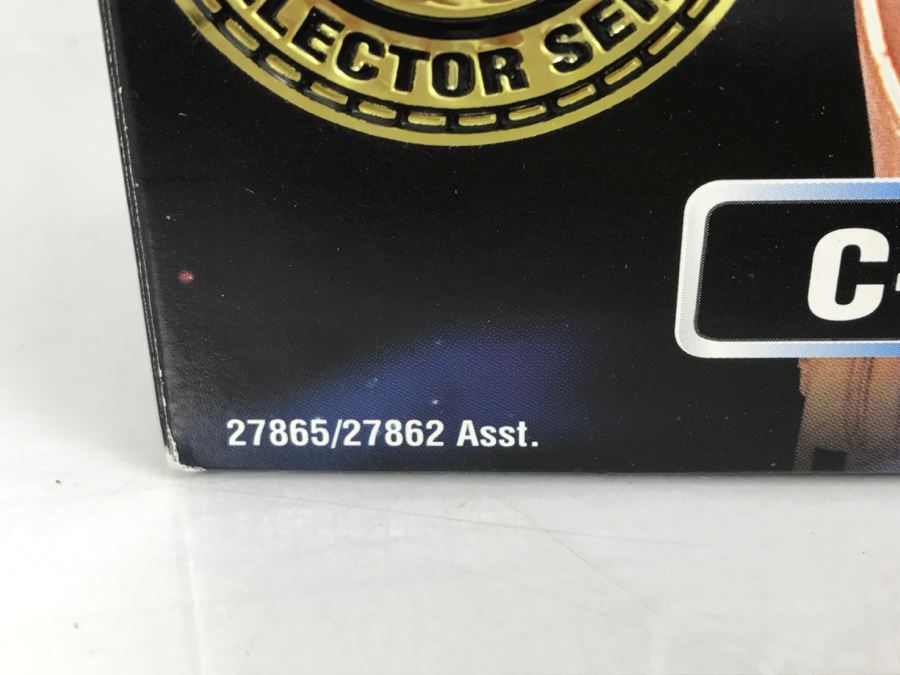 LECTOR SE
C-
27865/27862 Asst.